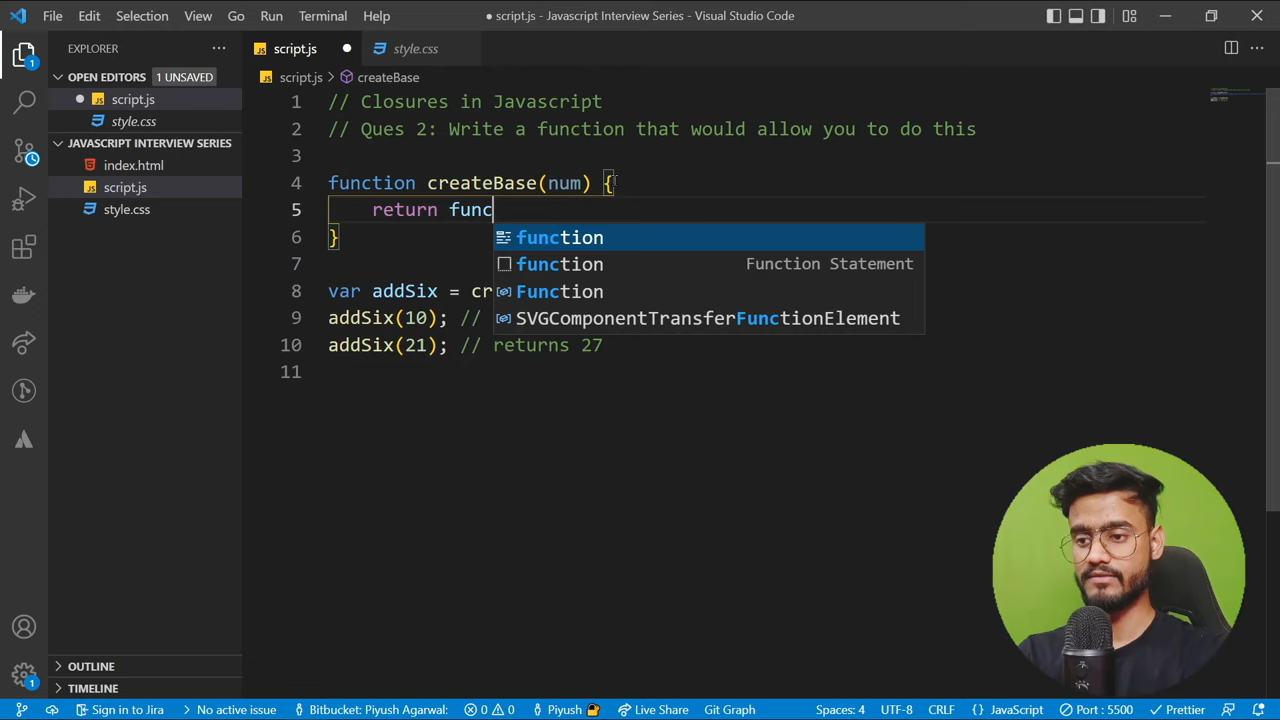 File Edit Selection View Go Run Terminal Help
● script.js - Javascript Interview Series - Visual Studio Code
EXPLORER
OPEN EDITORS 1 UNSAVED
JS script.js
style.css
JAVASCRIPT INTERVIEW SERIES
index.html
JS script.js
style.css
OUTLINE
TIMELINE
JS script.js ●
style.css
JS script.js > createBase
1 // Closures in Javascript
2 // Ques 2: Write a function that would allow you to do this
3
4 function createBase(num) {
5 return func
6 }
7
8 var addSix = cr
9 addSix(10); //
10 addSix(21); // returns 27
11
function
function Function Statement
Function
SVGComponentTransferFunctionElement
1
1
Sign in to Jira No active issue Bitbucket: Piyush Agarwal: 0 0 Piyush Live Share Git Graph Spaces: 4 UTF-8 CRLF {} JavaScript Port : 5500 Prettier